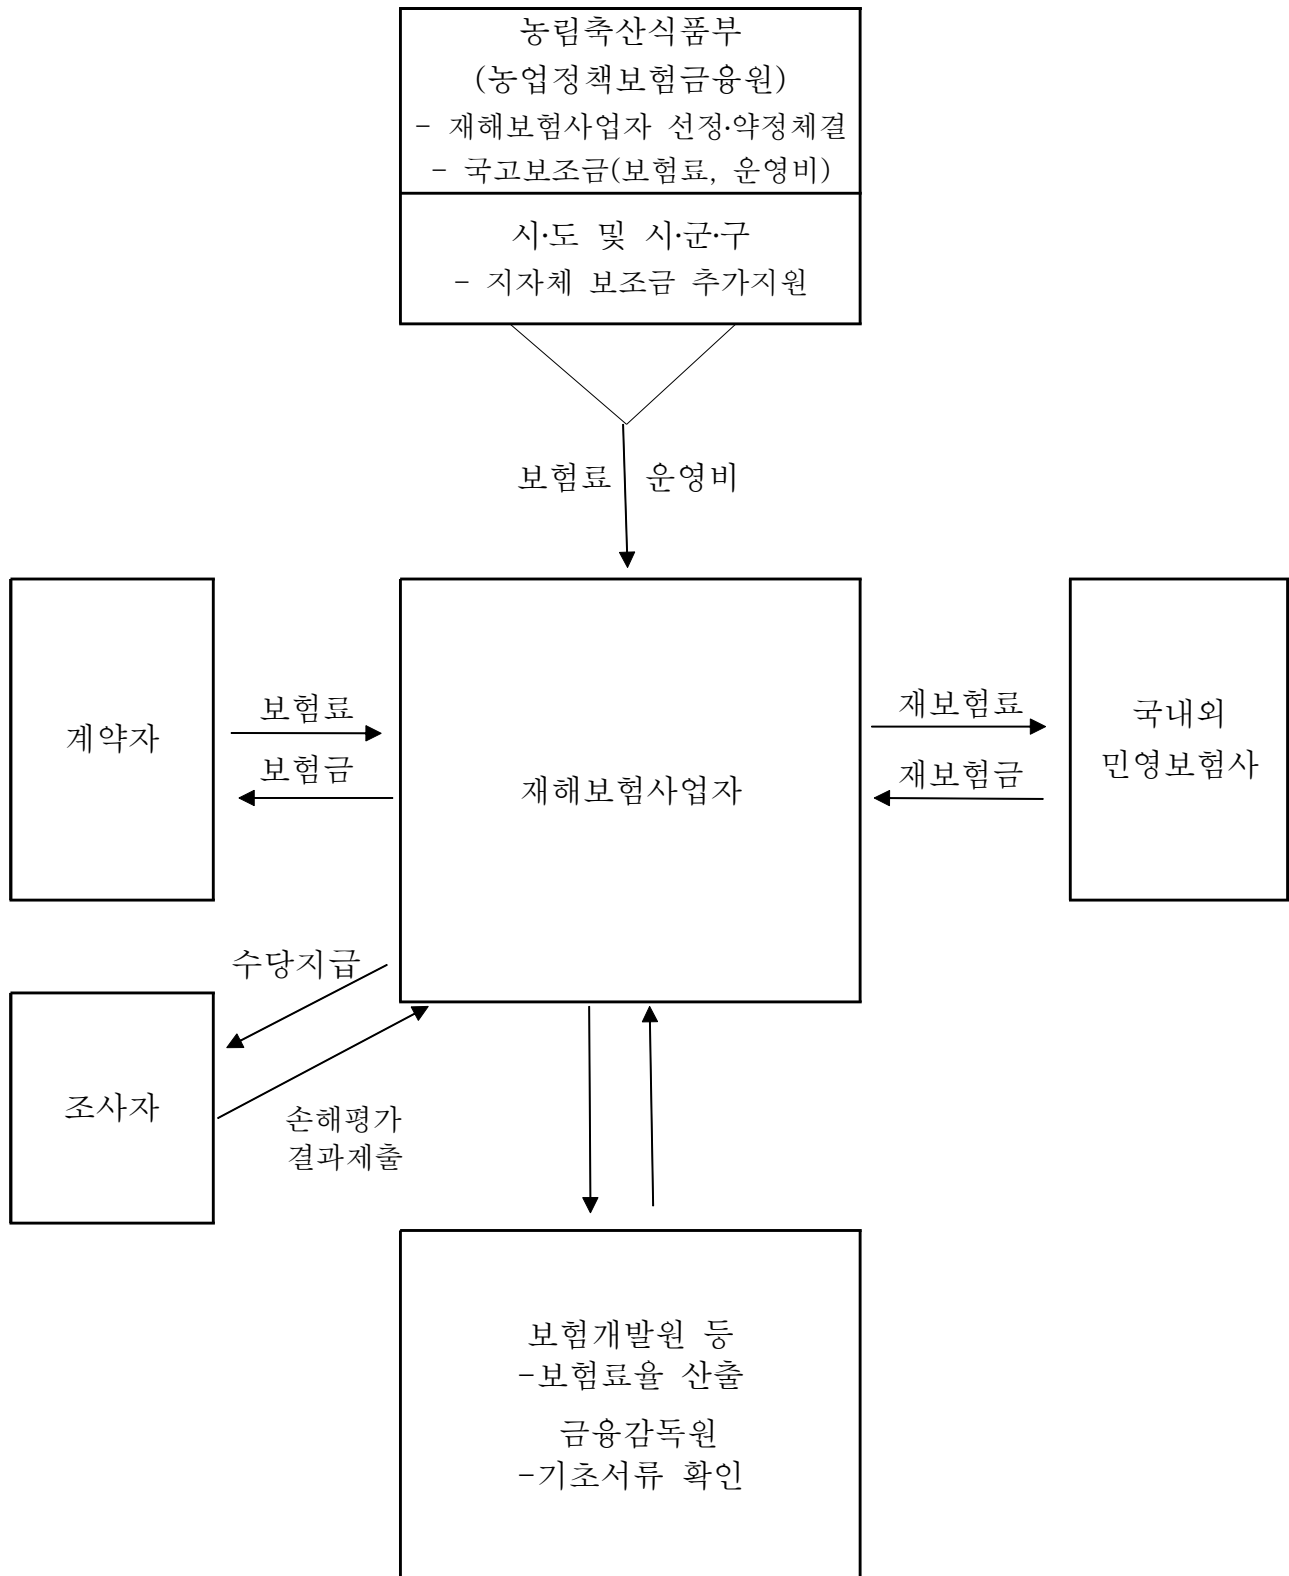 농림축산식품부
(농업정책보험금융원)
- 재해보험사업자 선정·약정체결
- 국고보조금(보험료, 운영비)
시·도 및 시·군·구
- 지자체 보조금 추가지원
보험료 운영비
계약자
보험료
보험금
재해보험사업자
재보험료
재보험금
국내외
민영보험사
수당지급
조사자
손해평가
결과제출
보험개발원 등
-보험료율 산출
금융감독원
-기초서류 확인